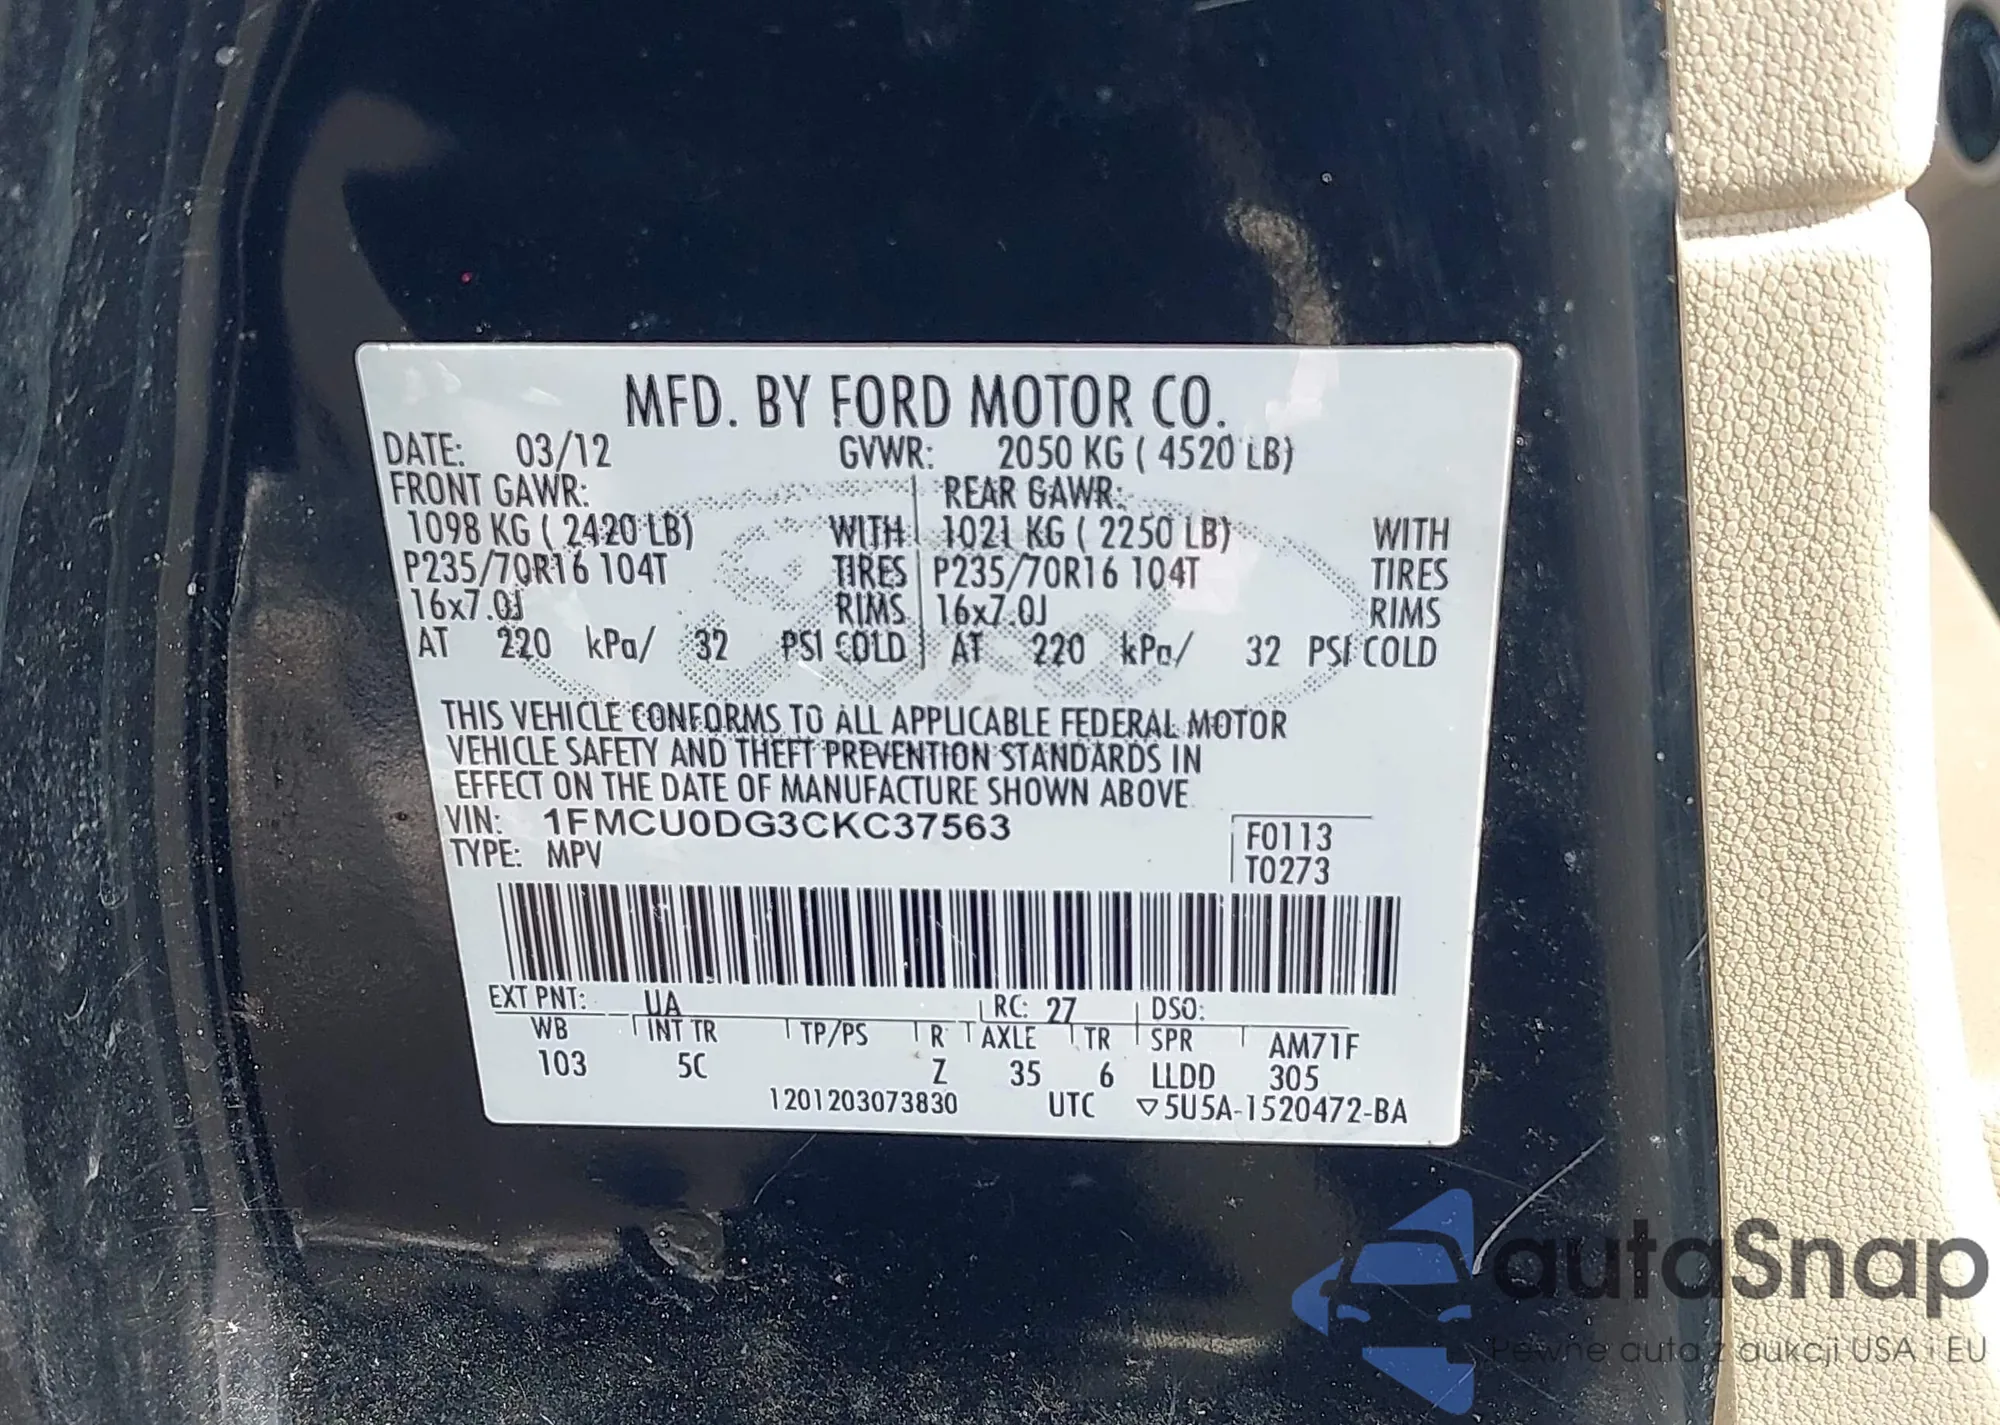 MFD. BY FORD MOTOR CO.
DATE: 03/12 GVWR: 2050 KG ( 4520 LB)
FRONT GAWR: REAR GAWR:
1098 KG ( 2420 LB) WITH 1021 KG ( 2250 LB) WITH
P235/70R16 104T TIRES P235/70R16 104T TIRES
16x7.0J RIMS 16x7.0J RIMS
AT 220 kPa/ 32 PSI COLD AT 220 kPa/ 32 PSI COLD
THIS VEHICLE CONFORMS TO ALL APPLICABLE FEDERAL MOTOR
VEHICLE SAFETY AND THEFT PREVENTION STANDARDS IN
EFFECT ON THE DATE OF MANUFACTURE SHOWN ABOVE
VIN: 1FMCU0DG3CKC37563 F0113
TYPE: MPV T0273
EXT PNT: UA RC: 27 DSO:
WB INT TR TP/PS R AXLE TR SPR AM71F
103 5C Z 35 6 LLDD 305
1201203073830 UTC ▽5U5A-1520472-BA
autaSnap
Pewne auta z aukcji USA i EU